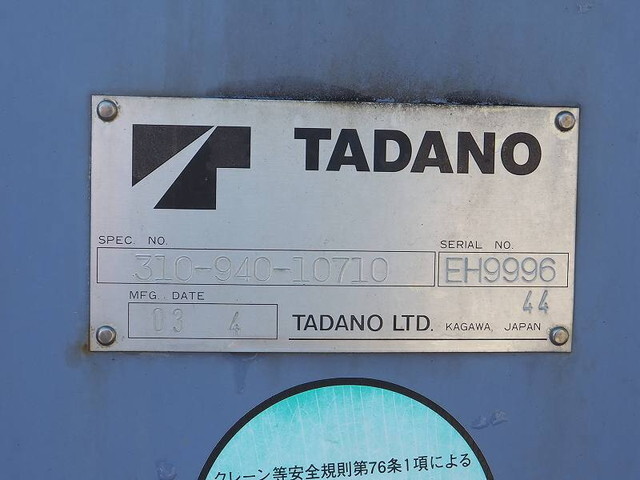 TADANO
SPEC. NO.
310-940-10710
SERIAL NO.
EH9996
44
MFG. DATE
03 4
TADANO LTD. KAGAWA, JAPAN
クレーン等安全規則第76条1項による